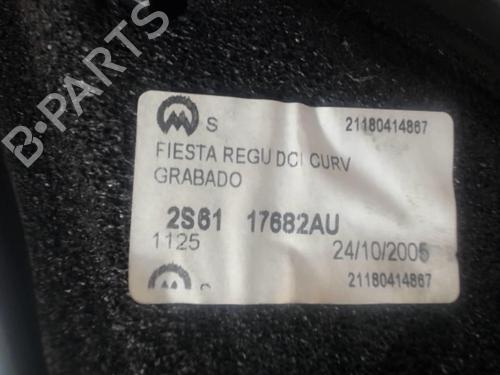 S 21180414867
FIESTA REGU DCI CURV
GRABADO
2S61 17682AU
1125 24/10/2005
S 21180414867
B-PARTS